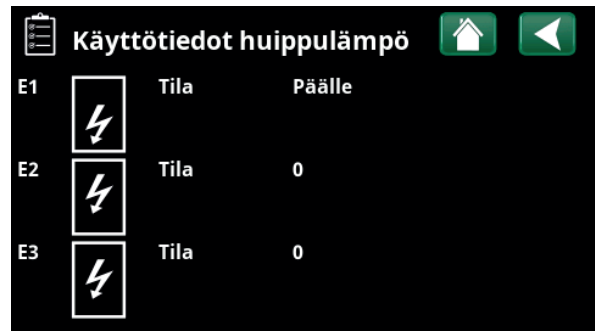 Käyttötiedot huippulämpö
E1 Tila Päälle
E2 Tila 0
E3 Tila 0